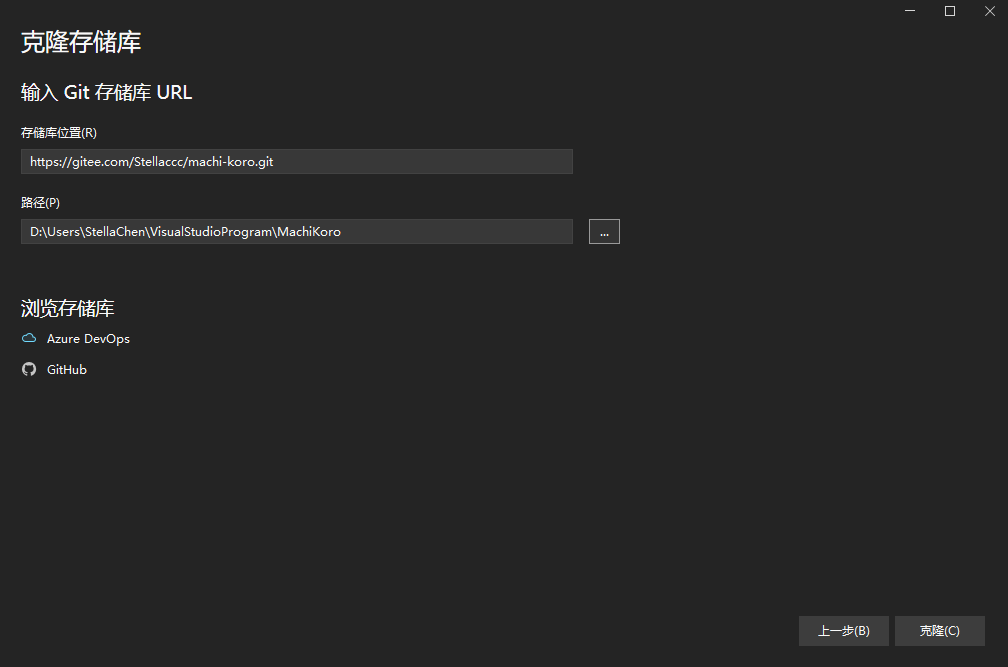 克隆存储库
输入 Git 存储库 URL
存储库位置(R)
https://gitee.com/Stellaccc/machi-koro.git
路径(P)
D:\Users\StellaChen\VisualStudioProgram\MachiKoro
...
浏览存储库
Azure DevOps
GitHub
上一步(B)
克隆(C)